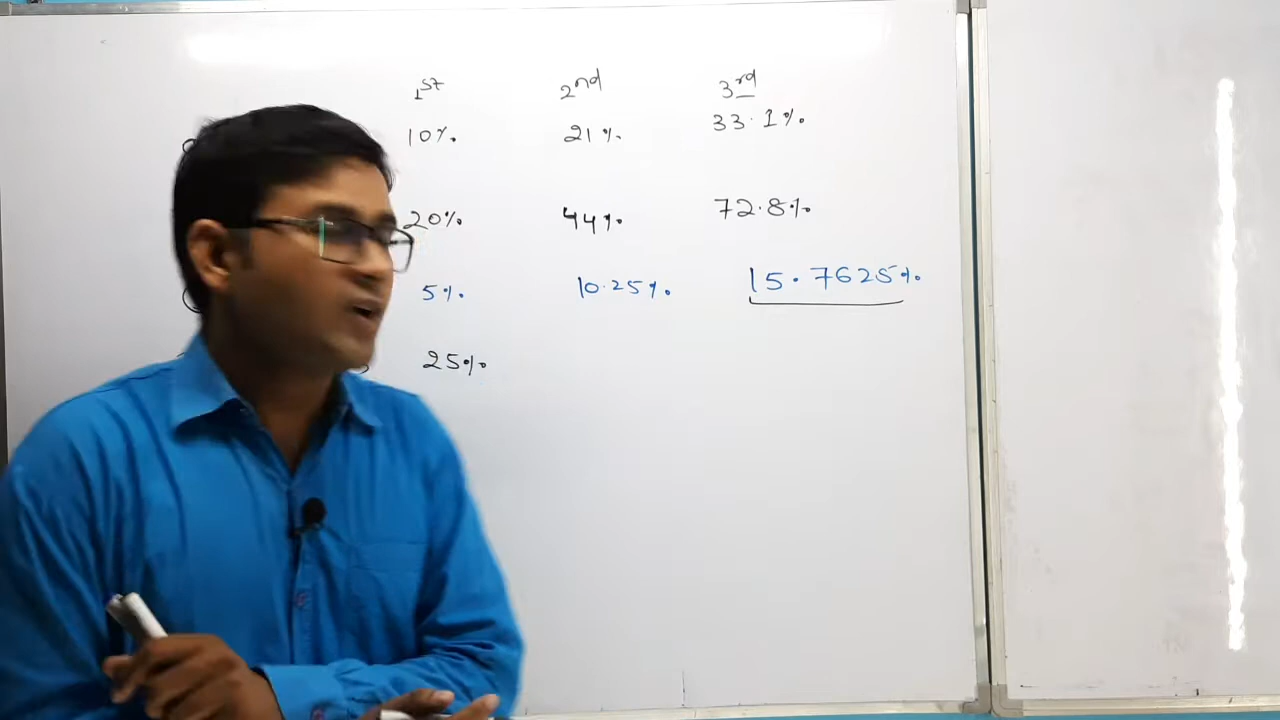 1st 2nd 3rd
10% 21% 33.1%
20% 44% 72.8%
5% 10.25% 15.7625%
25%